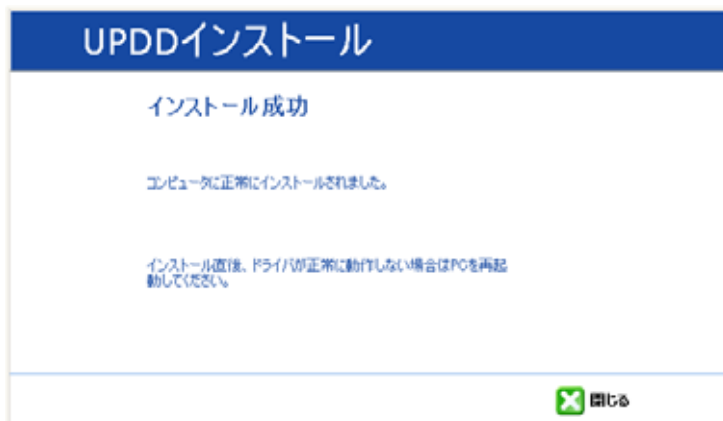 UPDDインストール
インストール成功
コンピュータに正常にインストールされました。
インストール直後、ドライバが正常に動作しない場合はPCを再起
動してください。
閉じる